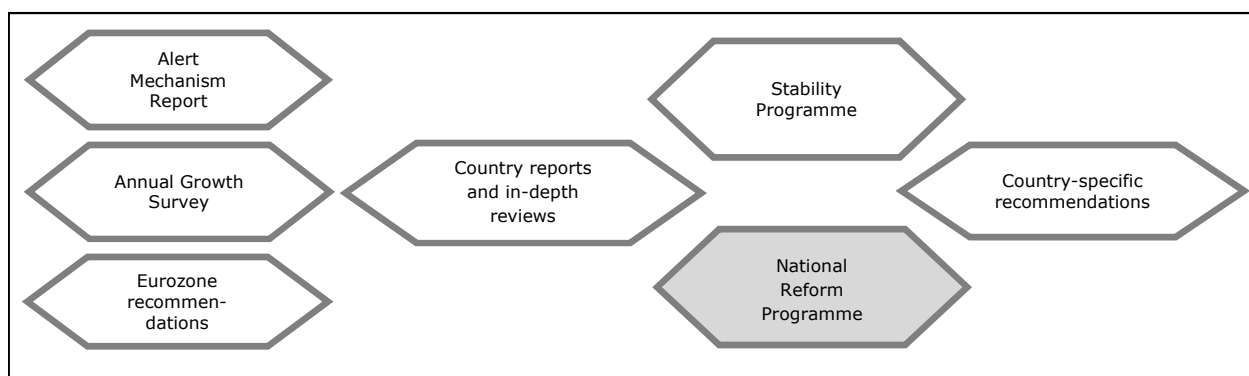 Alert
Mechanism
Report
Annual Growth
Survey
Eurozone
recommen-
dations
Country reports
and in-depth
reviews
Stability
Programme
National
Reform
Programme
Country-specific
recommendations